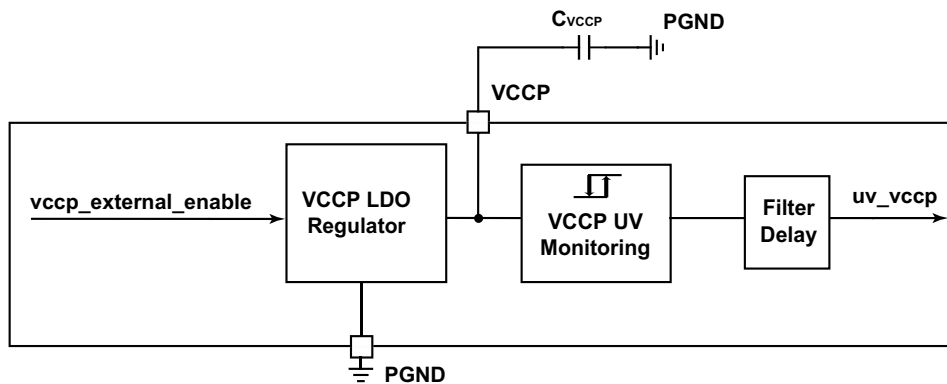 CVCCP
PGND
VCCP
vccp_external_enable
VCCP LDO
Regulator
VCCP UV
Monitoring
Filter
Delay
uv_vccp
PGND